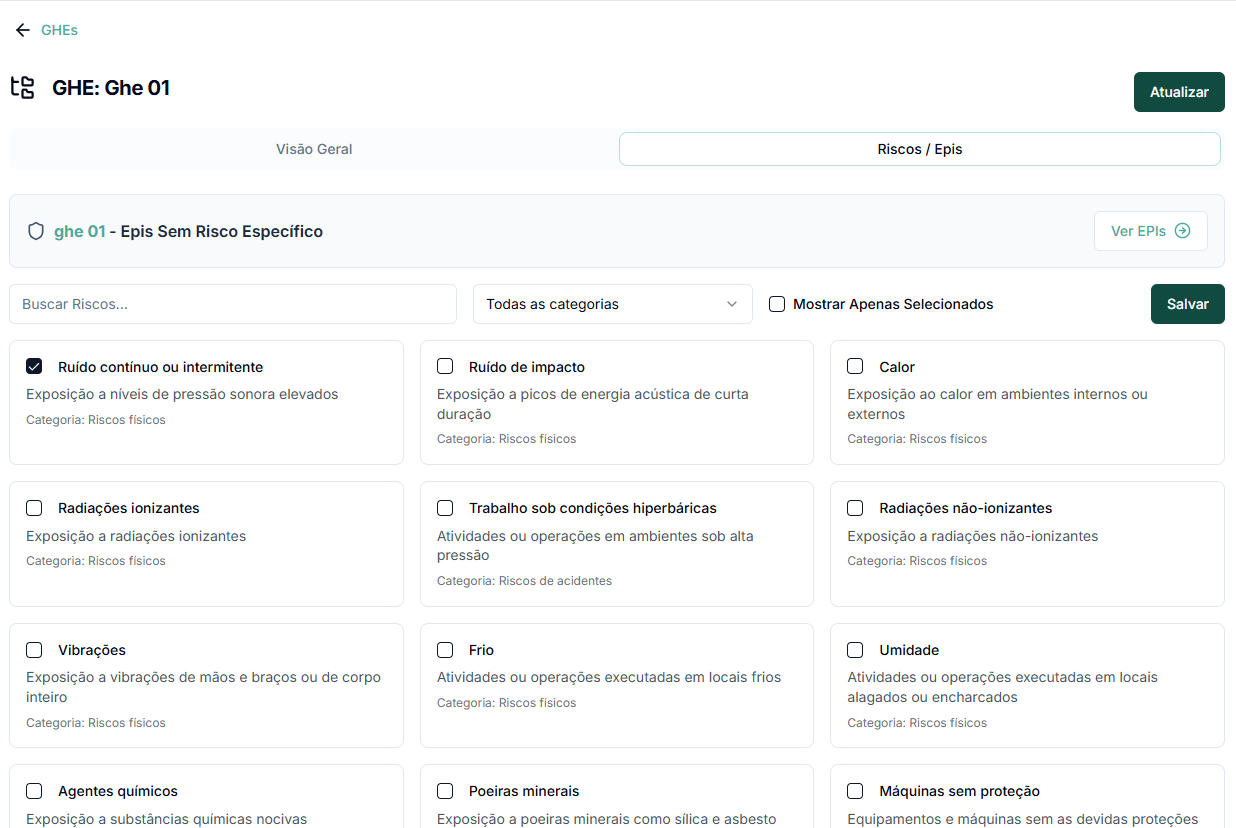 GHEs
GHE: Ghe 01
Atualizar
Visão Geral
Riscos / Epis
ghe 01 - Epis Sem Risco Específico
Ver EPIs
Buscar Riscos...
Todas as categorias
Mostrar Apenas Selecionados
Salvar
Ruído contínuo ou intermitente
Exposição a níveis de pressão sonora elevados
Categoria: Riscos físicos
Ruído de impacto
Exposição a picos de energia acústica de curta
duração
Categoria: Riscos físicos
Calor
Exposição ao calor em ambientes internos ou
externos
Categoria: Riscos físicos
Radiações ionizantes
Exposição a radiações ionizantes
Categoria: Riscos físicos
Trabalho sob condições hiperbáricas
Atividades ou operações em ambientes sob alta
pressão
Categoria: Riscos de acidentes
Radiações não-ionizantes
Exposição a radiações não-ionizantes
Categoria: Riscos físicos
Vibrações
Exposição a vibrações de mãos e braços ou de corpo
inteiro
Categoria: Riscos físicos
Frio
Atividades ou operações executadas em locais frios
Categoria: Riscos físicos
Umidade
Atividades ou operações executadas em locais
alagados ou encharcados
Categoria: Riscos físicos
Agentes químicos
Exposição a substâncias químicas nocivas
Poeiras minerais
Exposição a poeiras minerais como sílica e asbesto
Máquinas sem proteção
Equipamentos e máquinas sem as devidas proteções